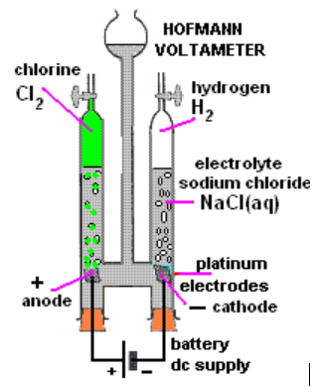 HOFMANN
VOLTAMETER
chlorine
Cl2
hydrogen
H2
electrolyte
sodium chloride
NaCl(aq)
+
anode
platinum
electrodes
− cathode
battery
dc supply
+ −